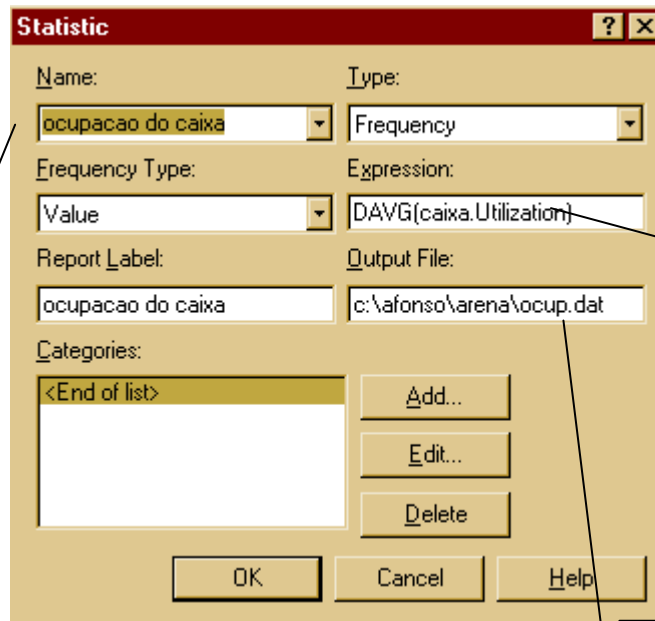 Statistic
Name: Type:
ocupacao do caixa Frequency
Frequency Type: Expression:
Value DAVG(caixa.Utilization)
Report Label: Output File:
ocupacao do caixa c:\afonso\arena\ocup.dat
Categories:
<End of list>
Add...
Edit...
Delete
OK Cancel Help